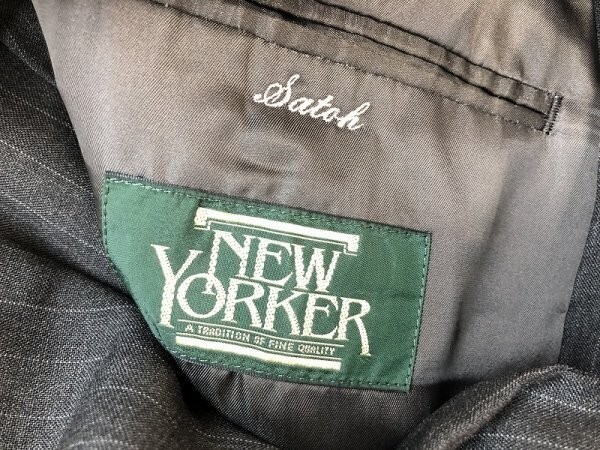 Satoh
NEW
YORKER
A TRADITION OF FINE QUALITY